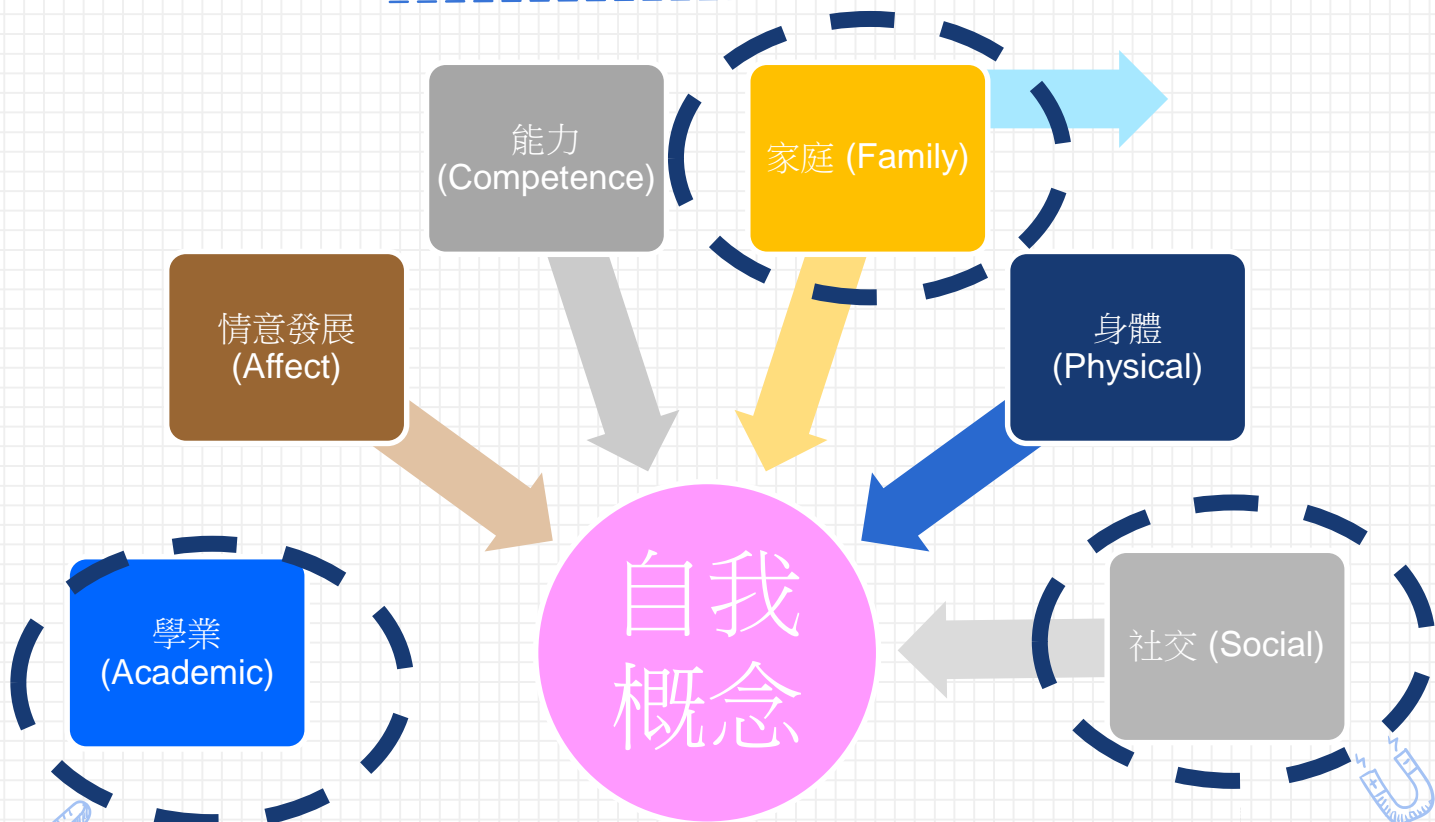 能力
(Competence)
家庭 (Family)
情意發展
(Affect)
身體
(Physical)
學業
(Academic)
自我
概念
社交 (Social)